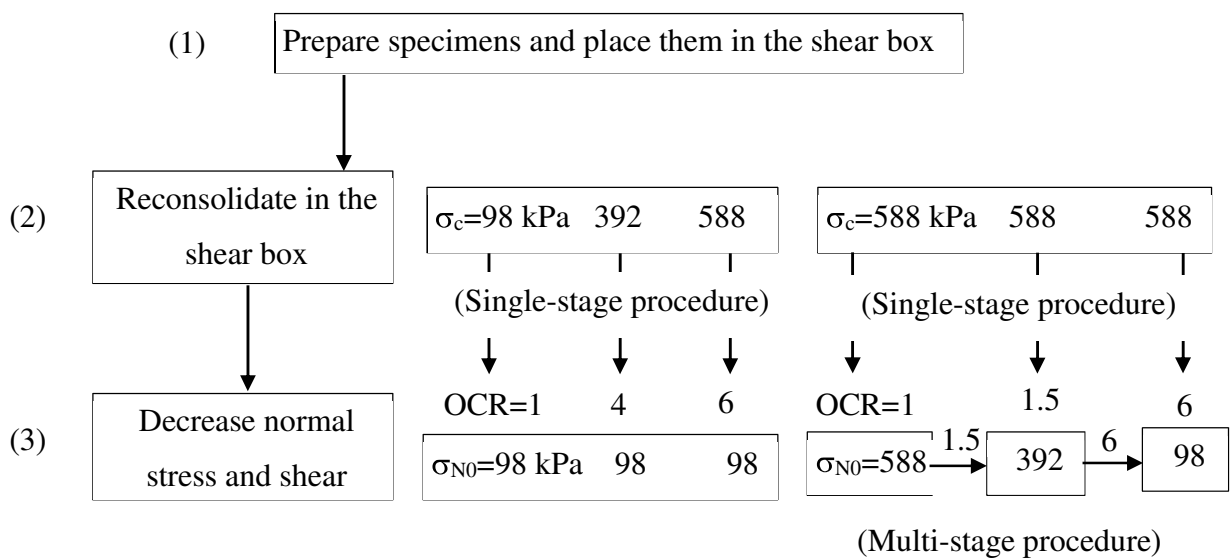 (1) Prepare specimens and place them in the shear box
(2) Reconsolidate in the
shear box
σc=98 kPa 392 588
σc=588 kPa 588 588
(Single-stage procedure) (Single-stage procedure)
OCR=1 4 6
OCR=1 1.5 6
(3) Decrease normal
stress and shear
σN0=98 kPa 98 98
σN0=588 1.5 392 6 98
(Multi-stage procedure)